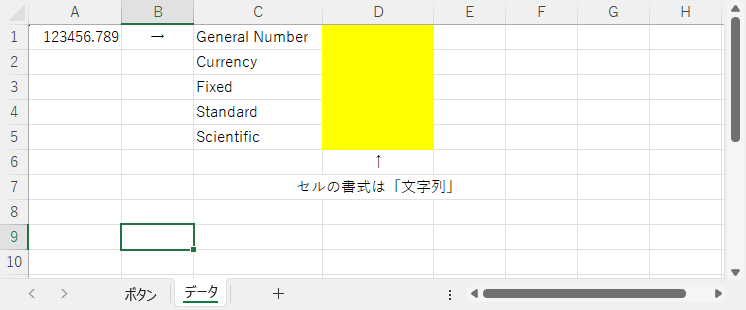 A B C D E F G H
1 123456.789 → General Number
2 Currency
3 Fixed
4 Standard
5 Scientific
6 ↑
7 セルの書式は「文字列」
8
9
10
ボタン データ +